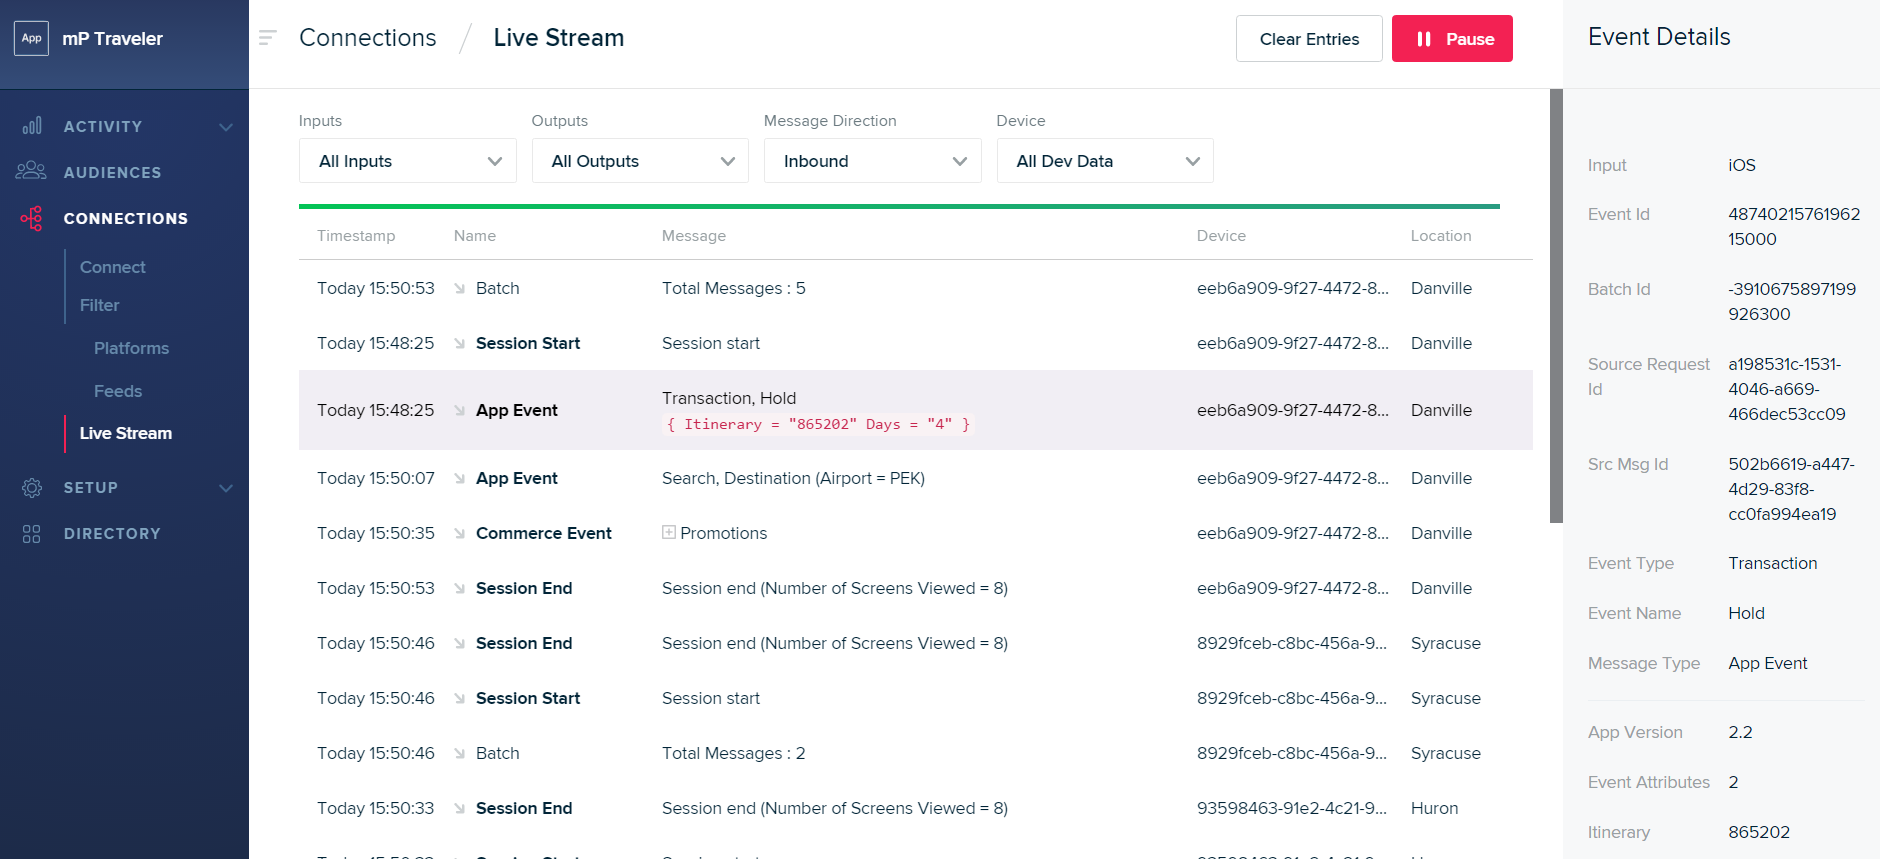 App
mP Traveler
ACTIVITY
AUDIENCES
CONNECTIONS
Connect
Filter
Platforms
Feeds
Live Stream
SETUP
DIRECTORY
Connections / Live Stream
Clear Entries
Pause
Inputs Outputs Message Direction Device
All Inputs All Outputs Inbound All Dev Data
Timestamp Name Message Device Location
Today 15:50:53 Batch Total Messages : 5 eeb6a909-9f27-4472-8... Danville
Today 15:48:25 Session Start Session start eeb6a909-9f27-4472-8... Danville
Transaction, Hold
Today 15:48:25 App Event eeb6a909-9f27-4472-8... Danville
{ Itinerary = "865202" Days = "4" }
Today 15:50:07 App Event Search, Destination (Airport = PEK) eeb6a909-9f27-4472-8... Danville
Today 15:50:35 Commerce Event Promotions eeb6a909-9f27-4472-8... Danville
Today 15:50:53 Session End Session end (Number of Screens Viewed = 8) eeb6a909-9f27-4472-8... Danville
Today 15:50:46 Session End Session end (Number of Screens Viewed = 8) 8929fceb-c8bc-456a-9... Syracuse
Today 15:50:46 Session Start Session start 8929fceb-c8bc-456a-9... Syracuse
Today 15:50:46 Batch Total Messages : 2 8929fceb-c8bc-456a-9... Syracuse
Today 15:50:33 Session End Session end (Number of Screens Viewed = 8) 93598463-91e2-4c21-9... Huron
Event Details
Input iOS
Event Id 48740215761962
15000
Batch Id -3910675897199
926300
Source Request a198531c-1531-
Id 4046-a669-
466dec53cc09
Src Msg Id 502b6619-a447-
4d29-83f8-
cc0fa994ea19
Event Type Transaction
Event Name Hold
Message Type App Event
App Version 2.2
Event Attributes 2
Itinerary 865202